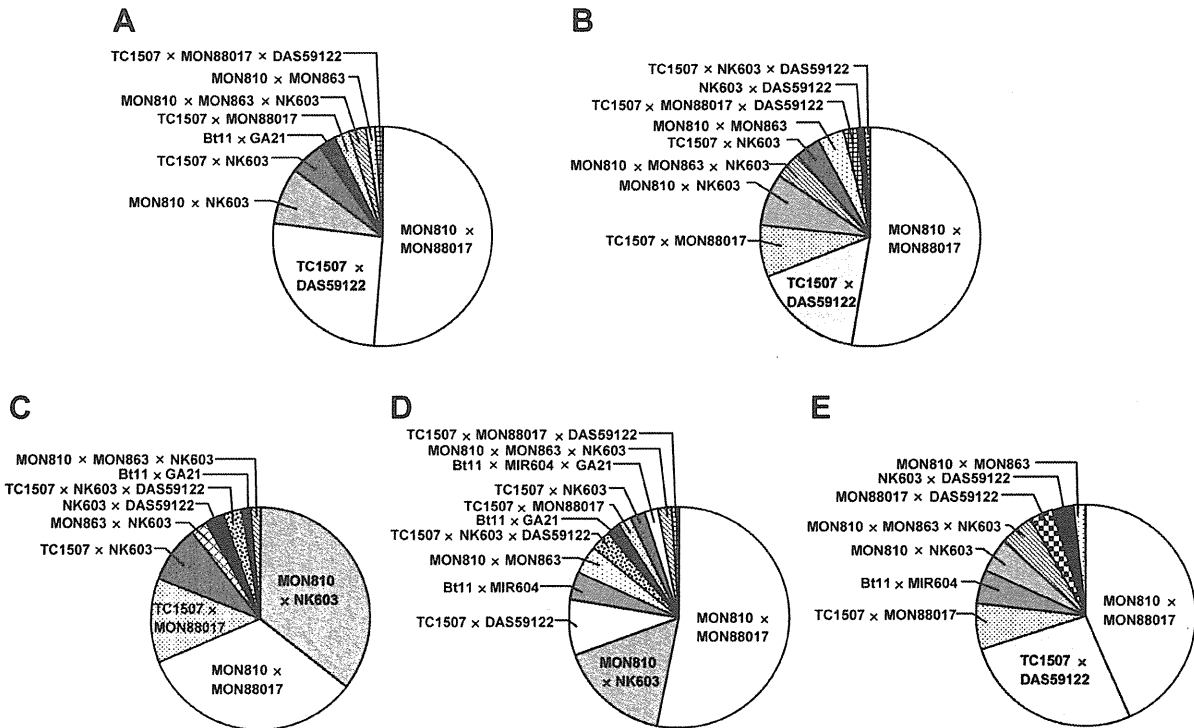 A
TC1507 × MON88017 × DAS59122
MON810 × MON863
MON810 × MON863 × NK603
TC1507 × MON88017
Bt11 × GA21
TC1507 × NK603
MON810 × NK603
TC1507 ×
DAS59122
MON810 ×
MON88017
B
TC1507 × NK603 × DAS59122
NK603 × DAS59122
TC1507 × MON88017 × DAS59122
MON810 × MON863
TC1507 × NK603
MON810 × MON863 × NK603
MON810 × NK603
TC1507 × MON88017
TC1507 ×
DAS59122
MON810 ×
MON88017
C
MON810 × MON863 × NK603
Bt11 × GA21
TC1507 × NK603 × DAS59122
NK603 × DAS59122
MON863 × NK603
TC1507 × NK603
TC1507 ×
MON88017
MON810 ×
MON88017
MON810
× NK603
D
TC1507 × MON88017 × DAS59122
MON810 × MON863 × NK603
Bt11 × MIR604 × GA21
TC1507 × NK603
TC1507 × MON88017
Bt11 × GA21
TC1507 × NK603 × DAS59122
MON810 × MON863
Bt11 × MIR604
TC1507 × DAS59122
MON810
× NK603
MON810 ×
MON88017
E
MON810 × MON863
NK603 × DAS59122
MON88017 × DAS59122
MON810 × MON863 × NK603
MON810 × NK603
Bt11 × MIR604
TC1507 × MON88017
TC1507 ×
DAS59122
MON810 ×
MON88017